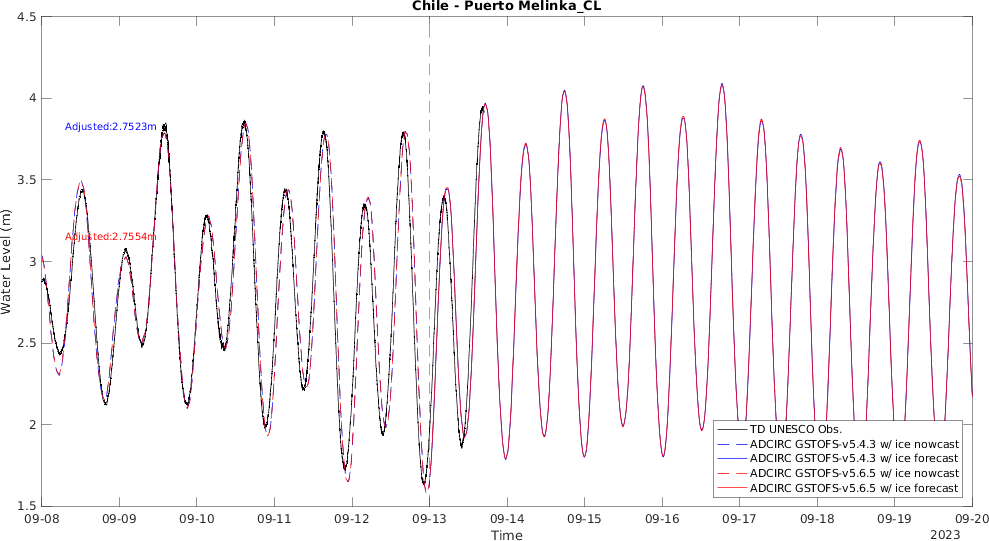 Chile - Puerto Melinka_CL
Water Level (m)
4.5
4
3.5
3
2.5
2
1.5
Adjusted:2.7523m
Adjusted:2.7554m
TD UNESCO Obs.
ADCIRC GSTOFS-v5.4.3 w/ ice nowcast
ADCIRC GSTOFS-v5.4.3 w/ ice forecast
ADCIRC GSTOFS-v5.6.5 w/ ice nowcast
ADCIRC GSTOFS-v5.6.5 w/ ice forecast
09-08 09-09 09-10 09-11 09-12 09-13 09-14 09-15 09-16 09-17 09-18 09-19 09-20
Time
2023